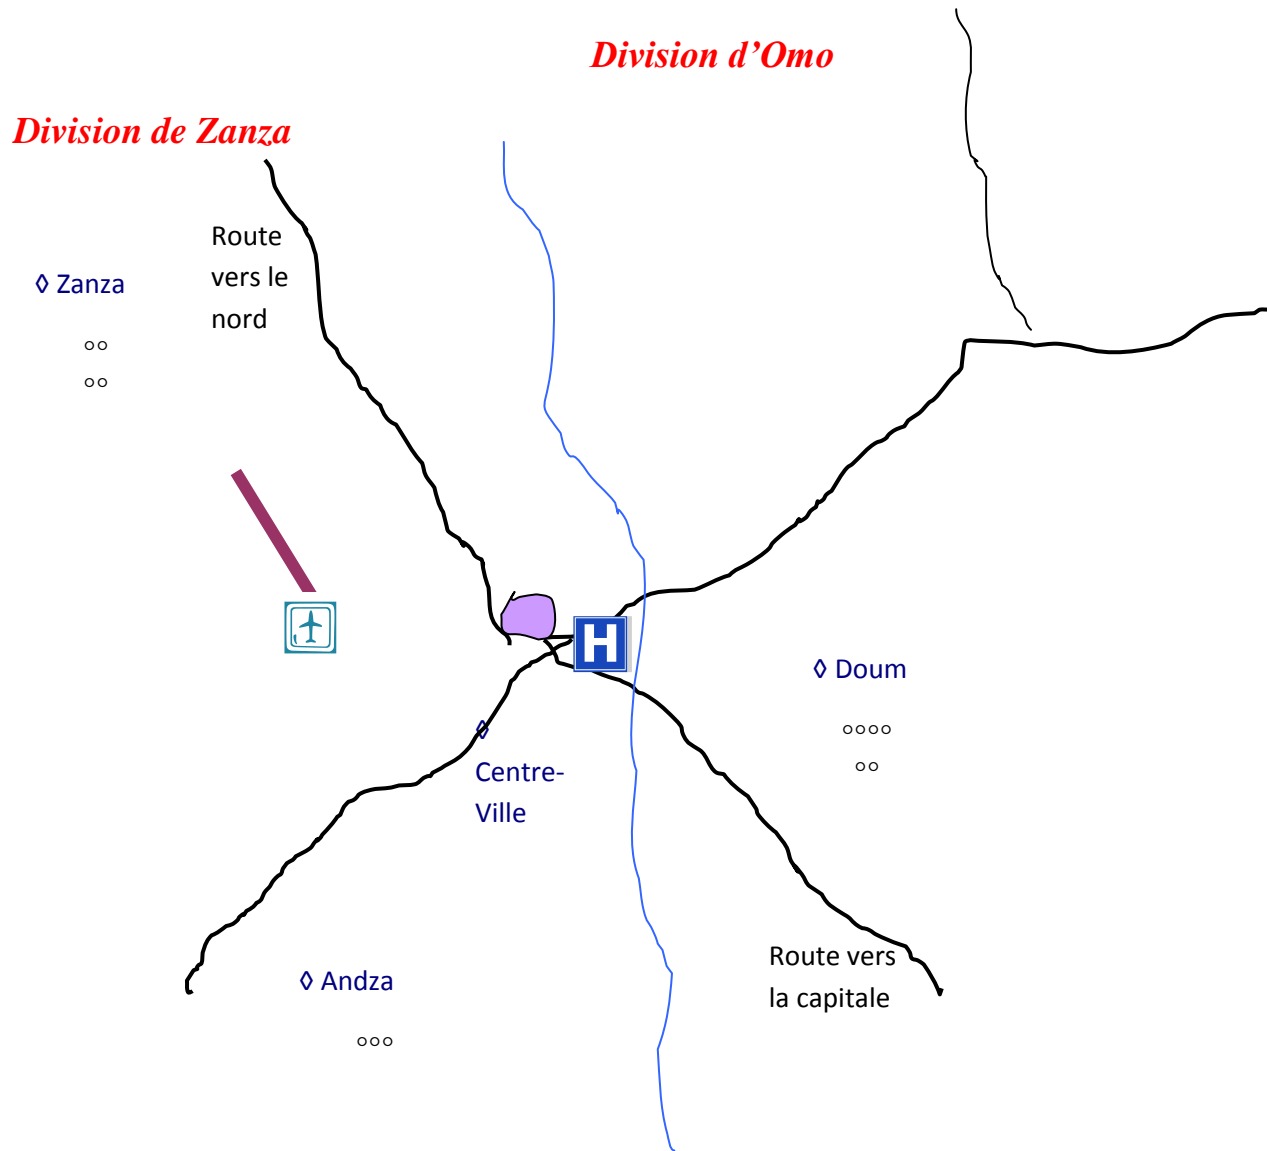 Division d’Omo
Division de Zanza
Route
vers le
nord
◊ Zanza
○○
○○
H
◊ Doum
○○○○
○○
◊
Centre-
Ville
Route vers
la capitale
◊ Andza
○○○